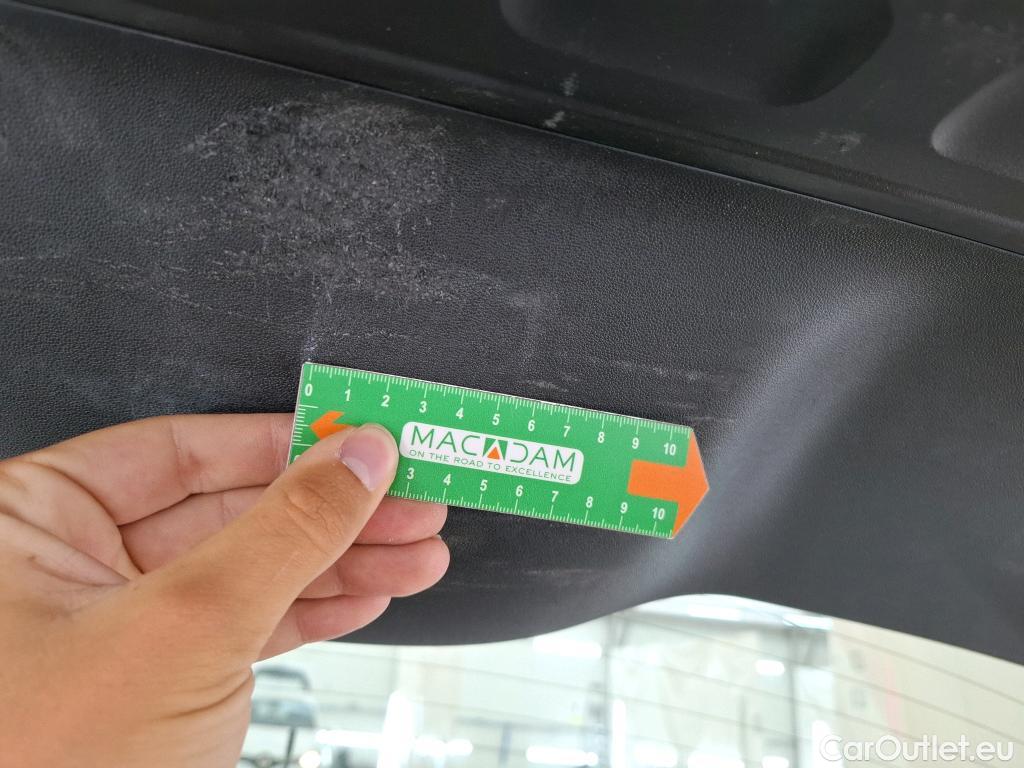 0 1 2 3 4 5 6 7 8 9 10
MACADAM
ON THE ROAD TO EXCELLENCE
3 4 5 6 7 8 9 10
CarOutlet.eu